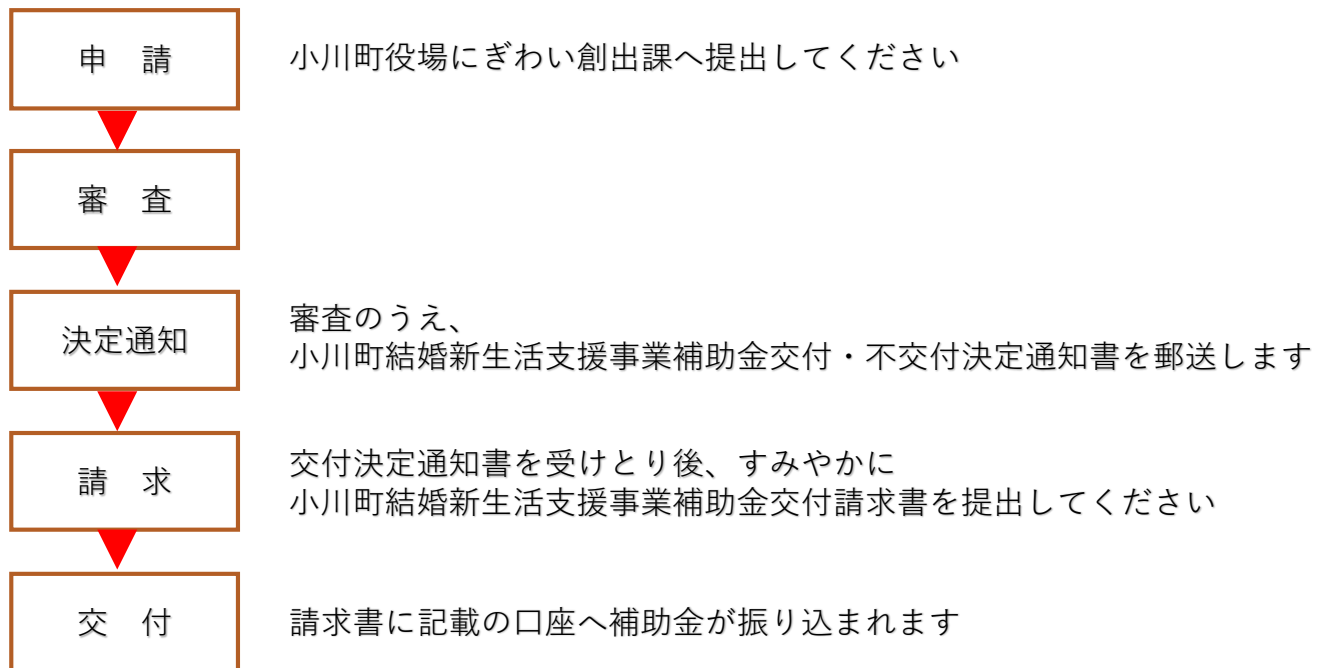 申　請
小川町役場にぎわい創出課へ提出してください
審　査
決定通知
審査のうえ、
小川町結婚新生活支援事業補助金交付・不交付決定通知書を郵送します
請　求
交付決定通知書を受けとり後、すみやかに
小川町結婚新生活支援事業補助金交付請求書を提出してください
交　付
請求書に記載の口座へ補助金が振り込まれます